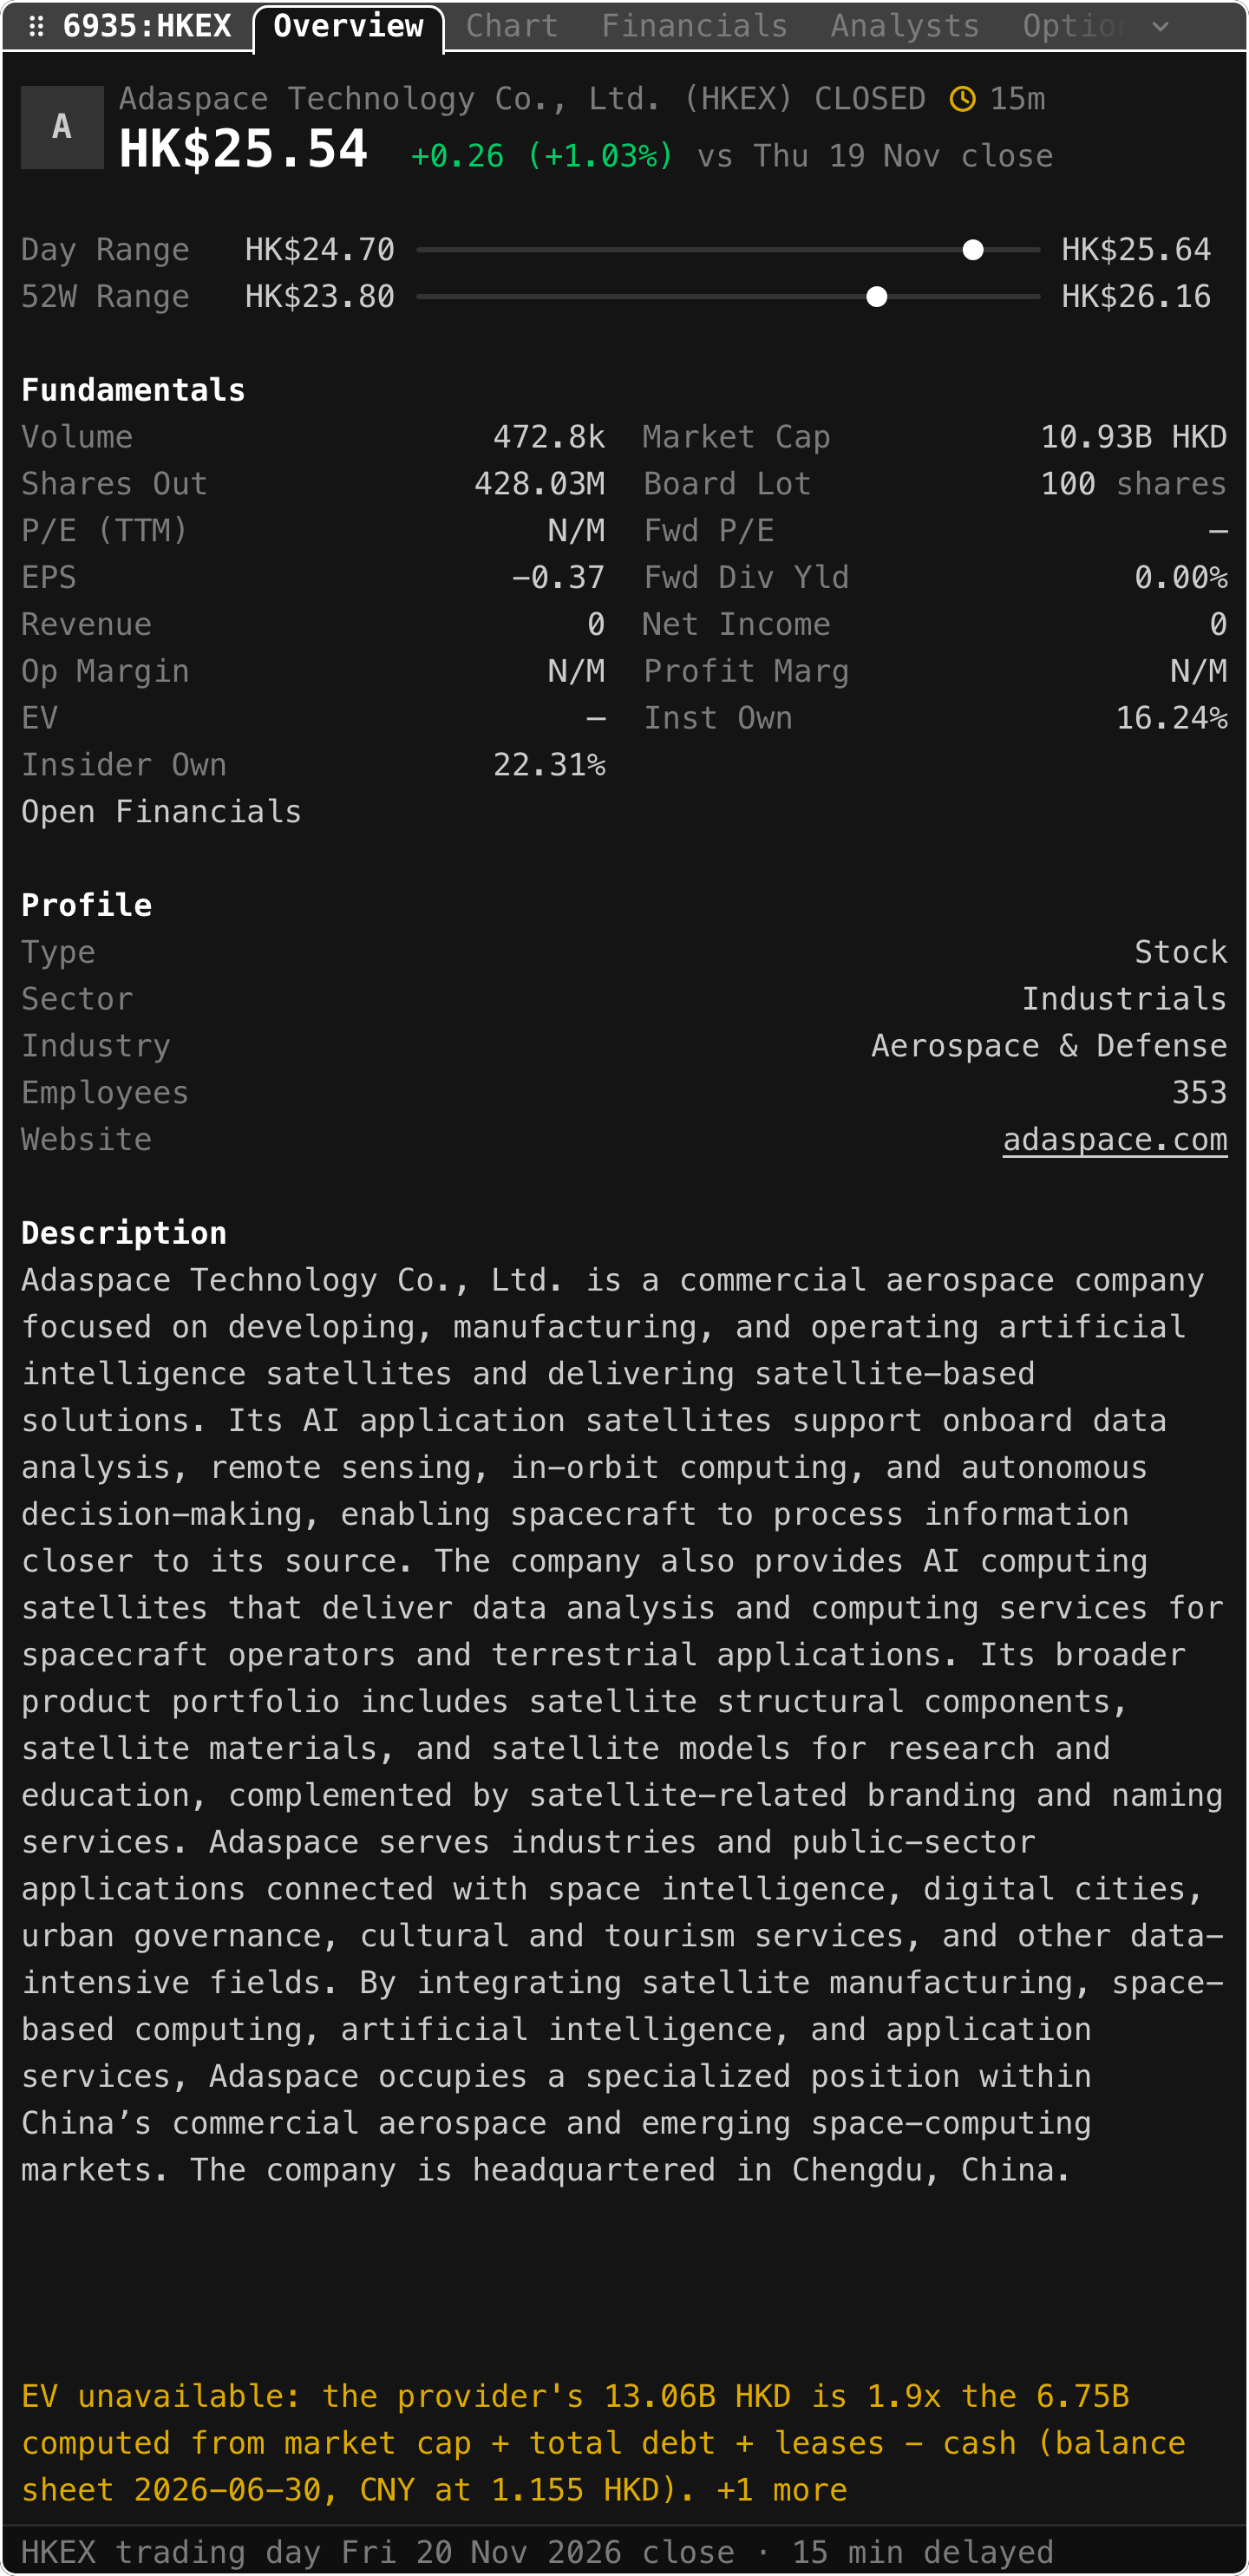 6935:HKEX Overview Chart Financials Analysts Option
A
Adaspace Technology Co., Ltd. (HKEX) CLOSED 15m
HK$25.54 +0.26 (+1.03%) vs Thu 19 Nov close
Day Range HK$24.70 HK$25.64
52W Range HK$23.80 HK$26.16
Fundamentals
Volume 472.8k Market Cap 10.93B HKD
Shares Out 428.03M Board Lot 100 shares
P/E (TTM) N/M Fwd P/E —
EPS −0.37 Fwd Div Yld 0.00%
Revenue 0 Net Income 0
Op Margin N/M Profit Marg N/M
EV — Inst Own 16.24%
Insider Own 22.31%
Open Financials
Profile
Type Stock
Sector Industrials
Industry Aerospace & Defense
Employees 353
Website adaspace.com
Description
Adaspace Technology Co., Ltd. is a commercial aerospace company
focused on developing, manufacturing, and operating artificial
intelligence satellites and delivering satellite-based
solutions. Its AI application satellites support onboard data
analysis, remote sensing, in-orbit computing, and autonomous
decision-making, enabling spacecraft to process information
closer to its source. The company also provides AI computing
satellites that deliver data analysis and computing services for
spacecraft operators and terrestrial applications. Its broader
product portfolio includes satellite structural components,
satellite materials, and satellite models for research and
education, complemented by satellite-related branding and naming
services. Adaspace serves industries and public-sector
applications connected with space intelligence, digital cities,
urban governance, cultural and tourism services, and other data-
intensive fields. By integrating satellite manufacturing, space-
based computing, artificial intelligence, and application
services, Adaspace occupies a specialized position within
China’s commercial aerospace and emerging space-computing
markets. The company is headquartered in Chengdu, China.
EV unavailable: the provider's 13.06B HKD is 1.9x the 6.75B
computed from market cap + total debt + leases − cash (balance
sheet 2026-06-30, CNY at 1.155 HKD). +1 more
HKEX trading day Fri 20 Nov 2026 close · 15 min delayed